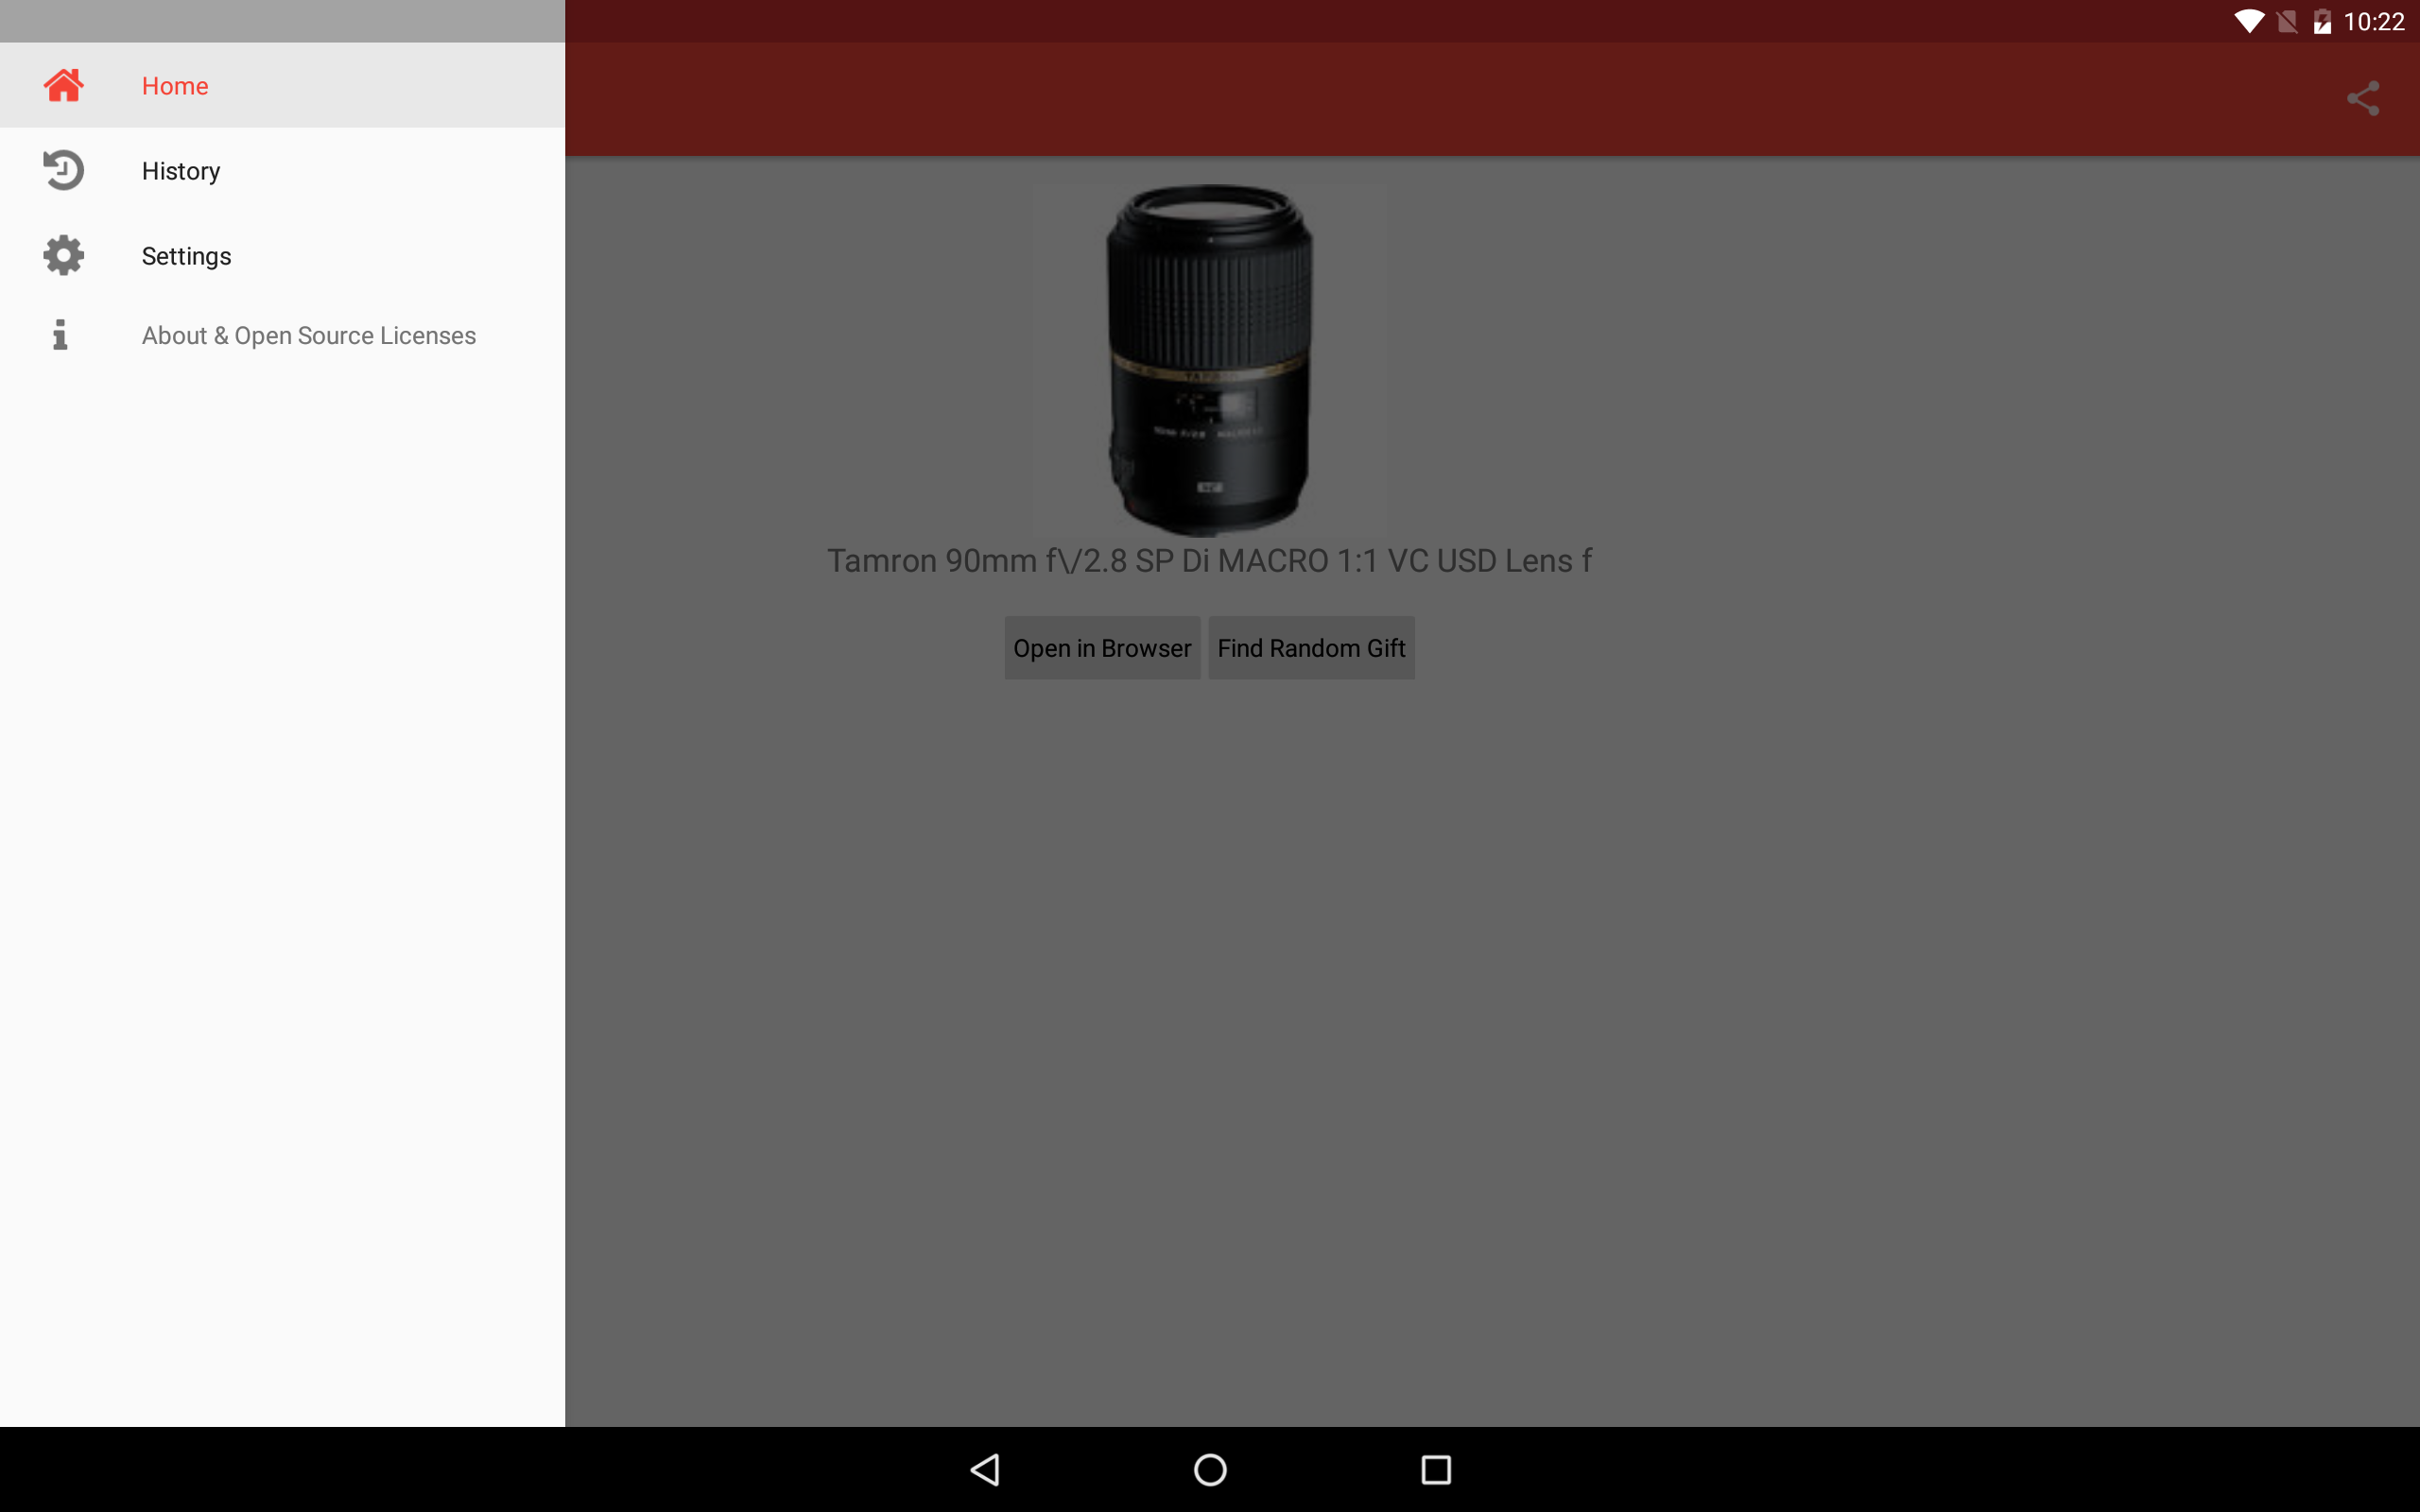 10:22
Home
History
Settings
About & Open Source Licenses
TAMRON
Tamron 90mm f\/2.8 SP Di MACRO 1:1 VC USD Lens f
Open in Browser
Find Random Gift